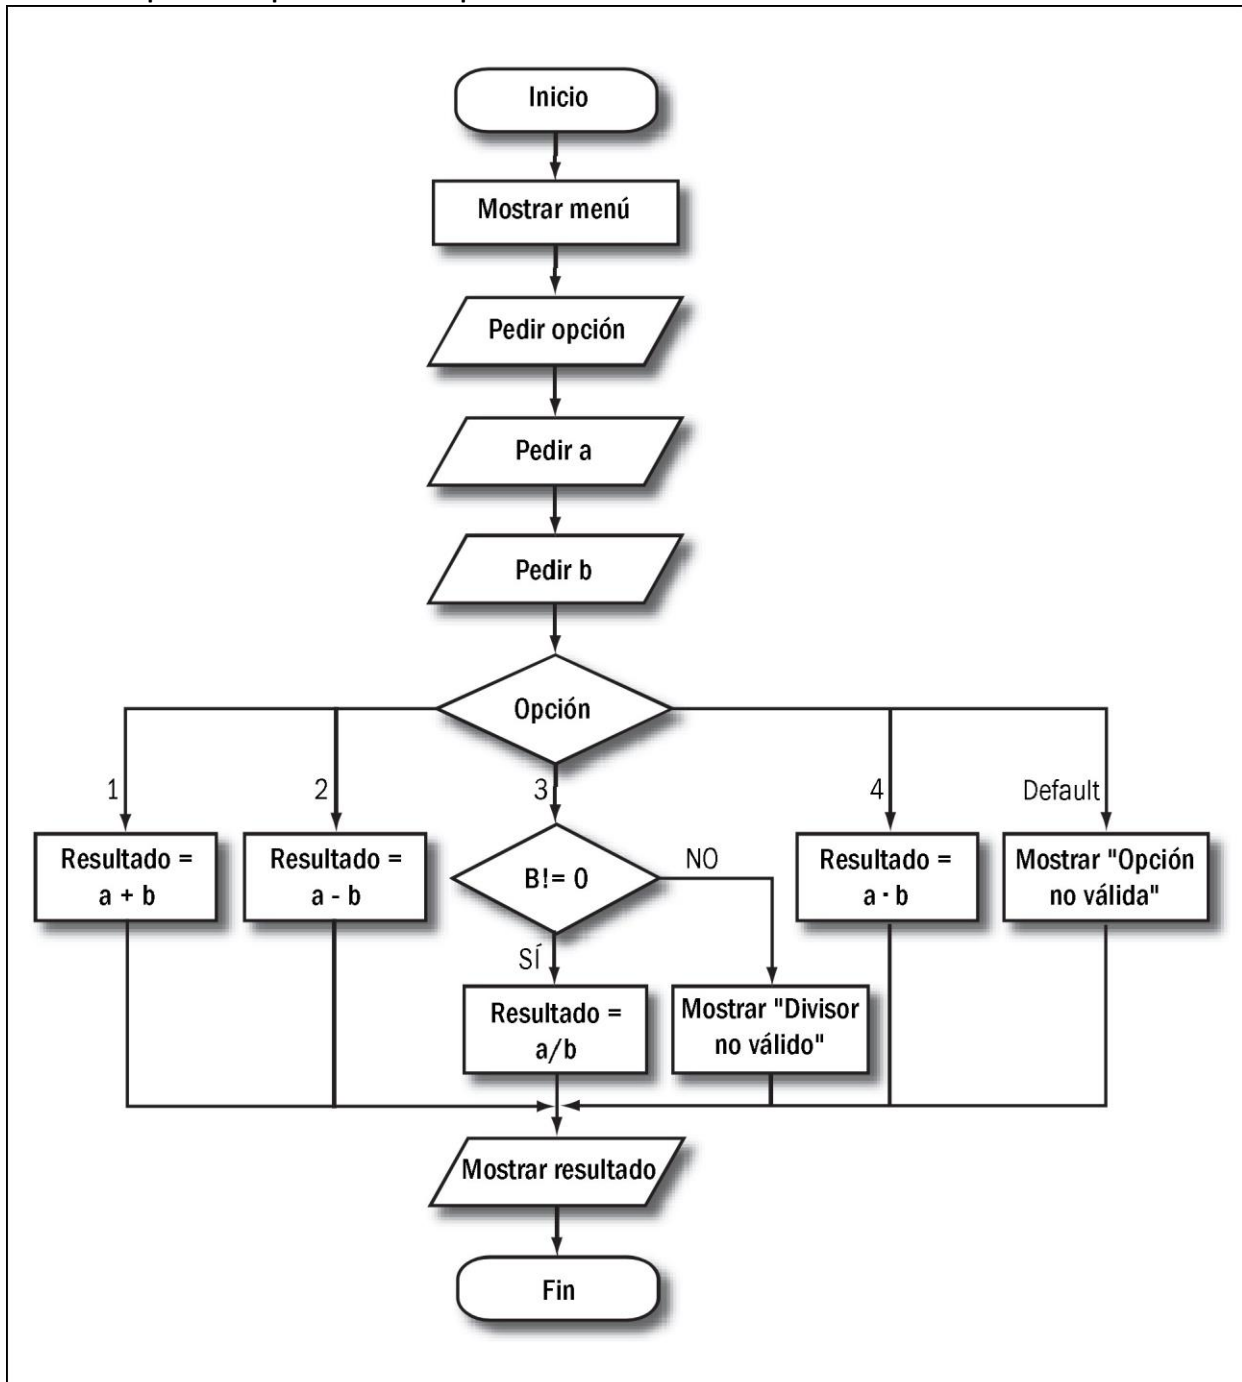 Inicio
Mostrar menú
Pedir opción
Pedir a
Pedir b
Opción
1
2
3
4
Default
Resultado =
a + b
Resultado =
a - b
B!= 0
NO
SÍ
Resultado =
a · b
Mostrar "Opción
no válida"
Resultado =
a/b
Mostrar "Divisor
no válido"
Mostrar resultado
Fin